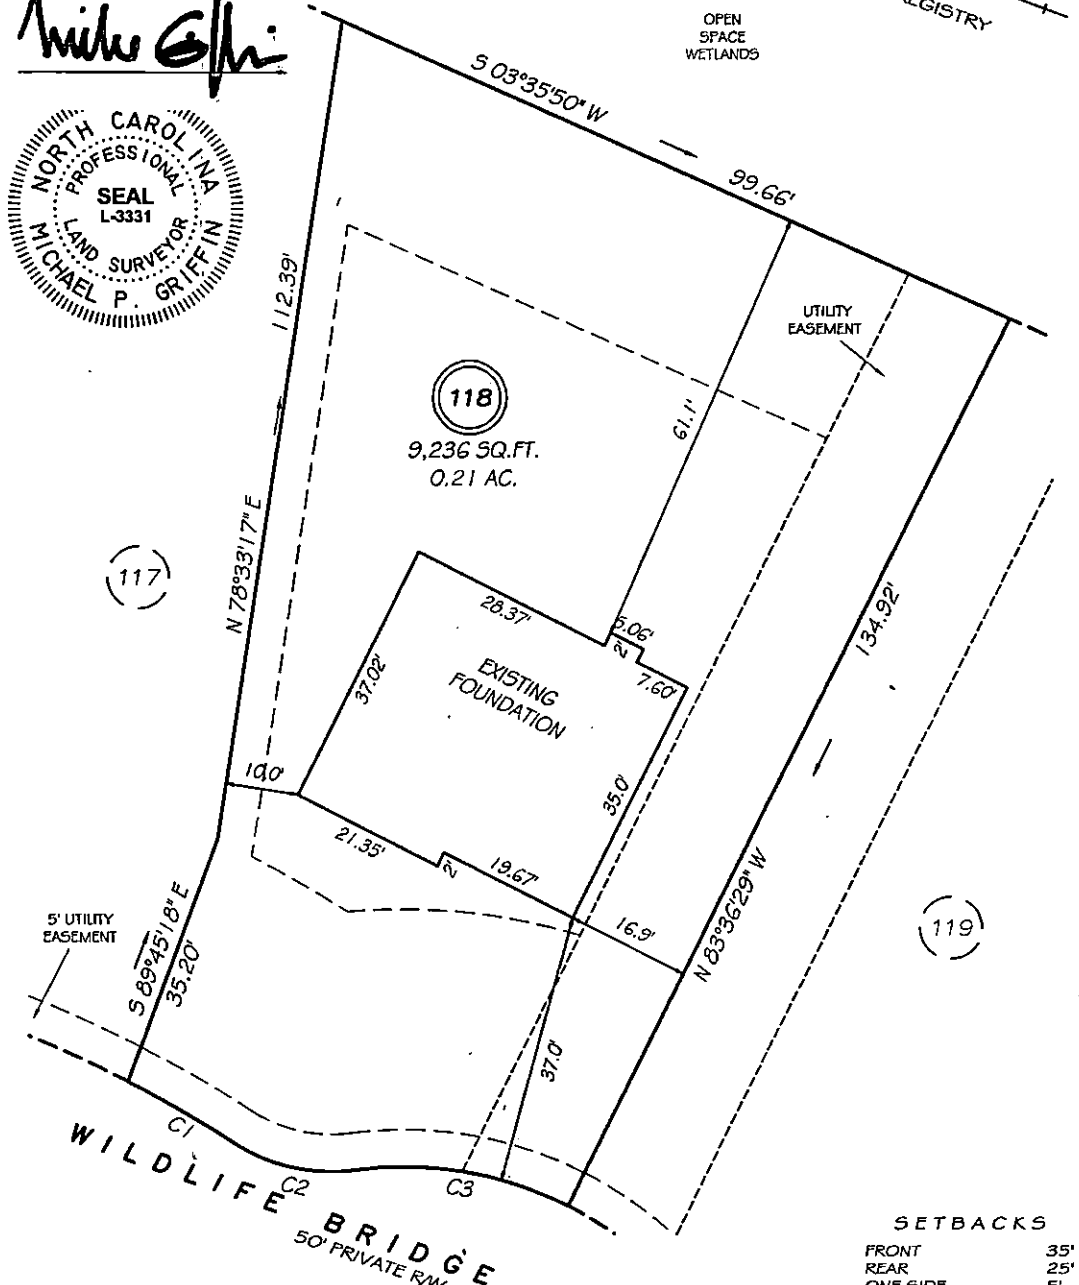 OPEN
SPACE
WETLANDS
NORTH CAROLINA
PROFESSIONAL
SEAL
L-3331
LAND SURVEYOR
MICHAEL P. GRIFFIN
S 03°35'50" W
99.66'
112.39'
UTILITY
EASEMENT
118
9,236 SQ.FT.
0.21 AC.
61.1'
N 78°33'17" E
117
28.37'
5.06'
2'
7.60'
134.92'
EXISTING
FOUNDATION
37.02'
10.0'
35.0'
21.35'
2'
19.67'
16.9'
N 83°36'29" W
119
5' UTILITY
EASEMENT
S 89°45'18" E
35.20'
37.0'
C1
C2
C3
WILDLIFE BRIDGE
50' PRIVATE R/W
SETBACKS
FRONT 35'
REAR 25'
ONE SIDE 5'